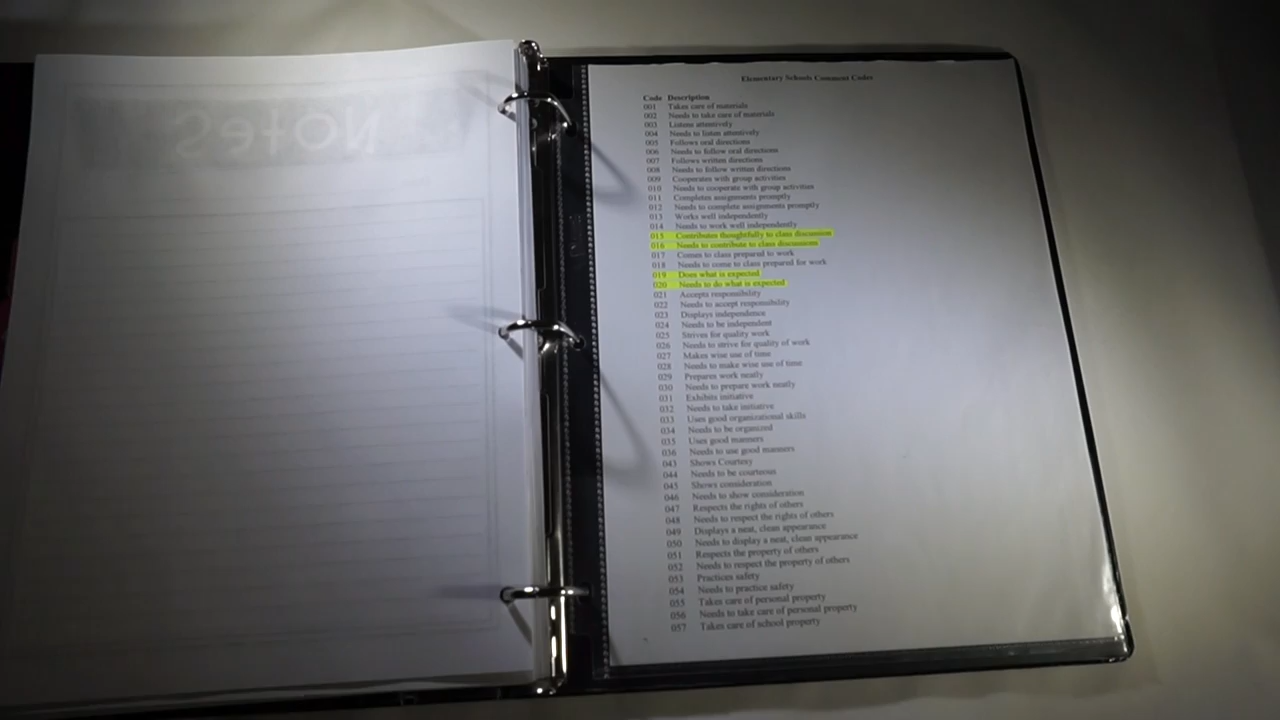 Notes
Elementary Schools Comment Codes
Code Description
001 Takes care of materials
002 Needs to take care of materials
003 Listens attentively
004 Needs to listen attentively
005 Follows oral directions
006 Needs to follow oral directions
007 Follows written directions
008 Needs to follow written directions
009 Cooperates with group activities
010 Needs to cooperate with group activities
011 Completes assignments promptly
012 Needs to complete assignments promptly
013 Works well independently
014 Needs to work well independently
015 Contributes thoughtfully to class discussion
016 Needs to contribute to class discussions
017 Comes to class prepared to work
018 Needs to come to class prepared for work
019 Does what is expected
020 Needs to do what is expected
021 Accepts responsibility
022 Needs to accept responsibility
023 Displays independence
024 Needs to be independent
025 Strives for quality work
026 Needs to strive for quality of work
027 Makes wise use of time
028 Needs to make wise use of time
029 Prepares work neatly
030 Needs to prepare work neatly
031 Exhibits initiative
032 Needs to take initiative
033 Uses good organizational skills
034 Needs to be organized
035 Uses good manners
036 Needs to use good manners
043 Shows Courtesy
044 Needs to be courteous
045 Shows consideration
046 Needs to show consideration
047 Respects the rights of others
048 Needs to respect the rights of others
049 Displays a neat, clean appearance
050 Needs to display a neat, clean appearance
051 Respects the property of others
052 Needs to respect the property of others
053 Practices safety
054 Needs to practice safety
055 Takes care of personal property
056 Needs to take care of personal property
057 Takes care of school property